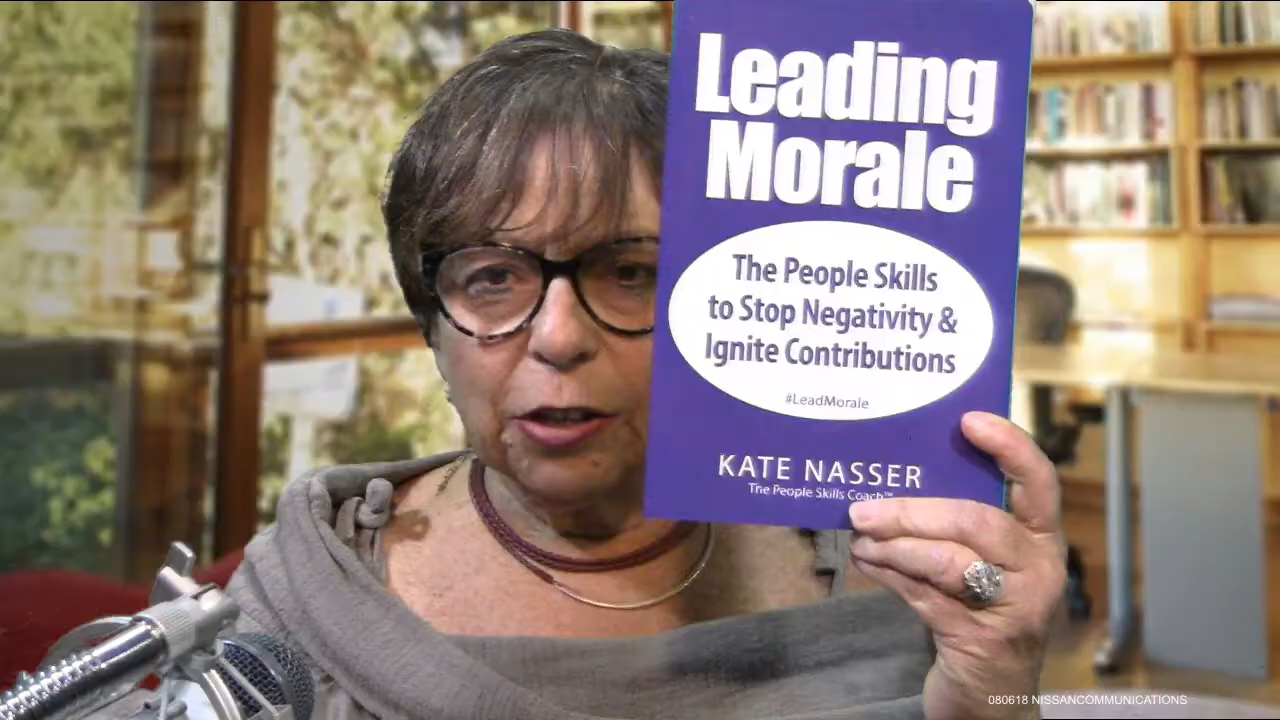 Leading
Morale
The People Skills
to Stop Negativity &
Ignite Contributions
#LeadMorale
KATE NASSER
The People Skills Coach™
080618 NISSANCOMMUNICATIONS